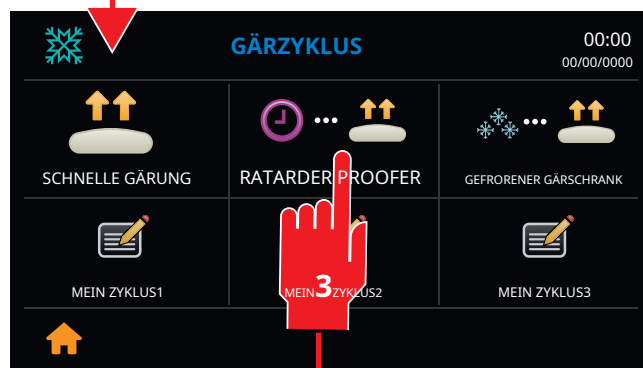 GÄRZYKLUS
00:00
00/00/0000
SCHNELLE GÄRUNG
RATARDER PROOFER
GEFRORENER GÄRSCHRANK
MEIN ZYKLUS1
MEIN ZYKLUS2
3
MEIN ZYKLUS3